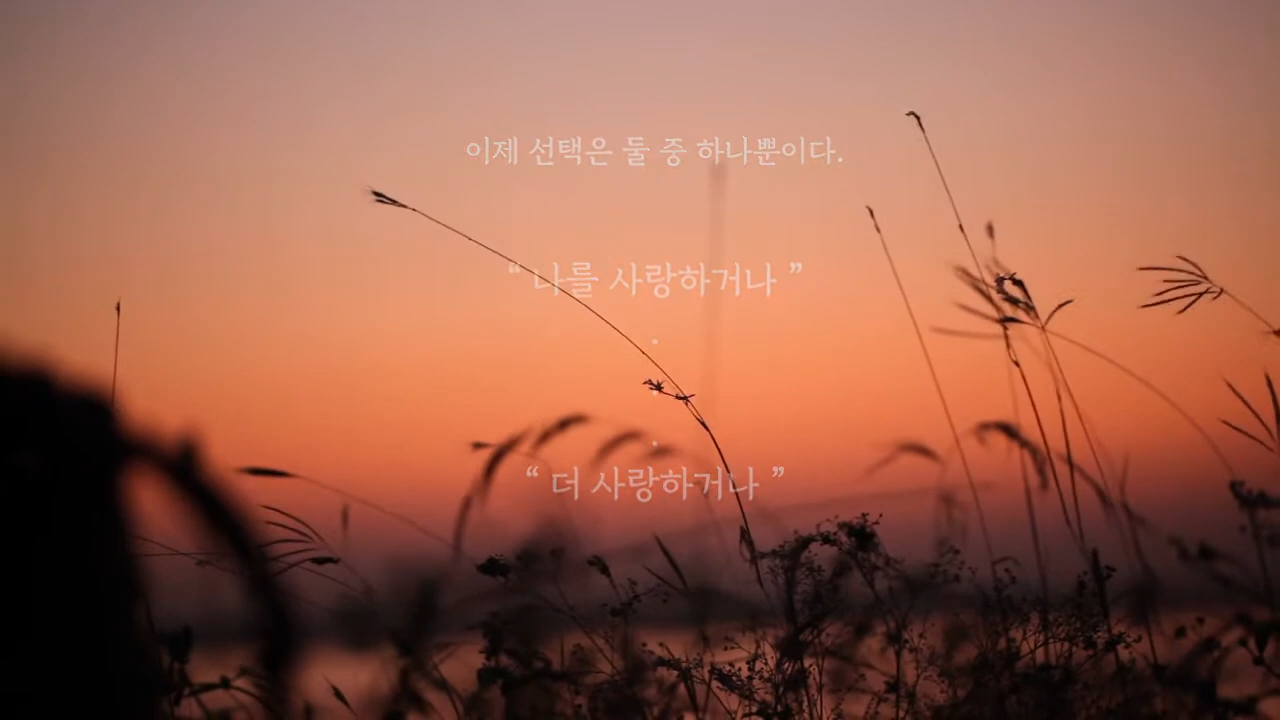 이제 선택은 둘 중 하나뿐이다.
“ 나를 사랑하거나 ”
.
.
.
“ 더 사랑하거나 ”